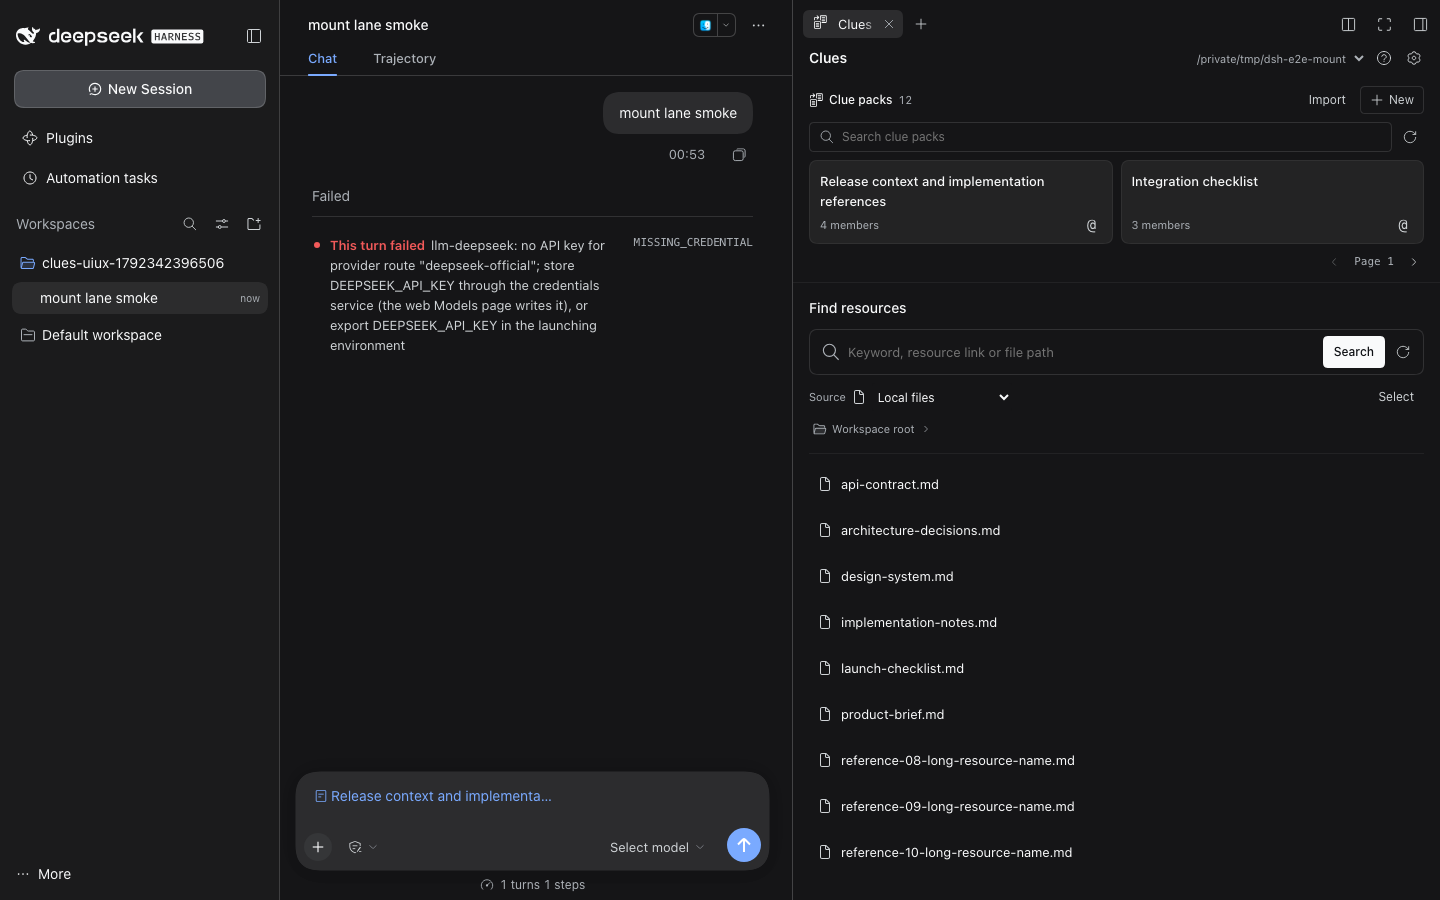 deepseek HARNESS
New Session
Plugins
Automation tasks
Workspaces
clues-uiux-1792342396506
mount lane smoke now
Default workspace
More
mount lane smoke
Chat Trajectory
mount lane smoke
00:53
Failed
This turn failed llm-deepseek: no API key for
provider route "deepseek-official"; store
DEEPSEEK_API_KEY through the credentials
service (the web Models page writes it), or
export DEEPSEEK_API_KEY in the launching
environment
MISSING_CREDENTIAL
Release context and implementa...
Select model
1 turns 1 steps
Clues
Clues
/private/tmp/dsh-e2e-mount
Clue packs 12
Import
New
Search clue packs
Release context and implementation
references
4 members @
Integration checklist
3 members @
Page 1
Find resources
Keyword, resource link or file path
Search
Source Local files
Select
Workspace root
api-contract.md
architecture-decisions.md
design-system.md
implementation-notes.md
launch-checklist.md
product-brief.md
reference-08-long-resource-name.md
reference-09-long-resource-name.md
reference-10-long-resource-name.md